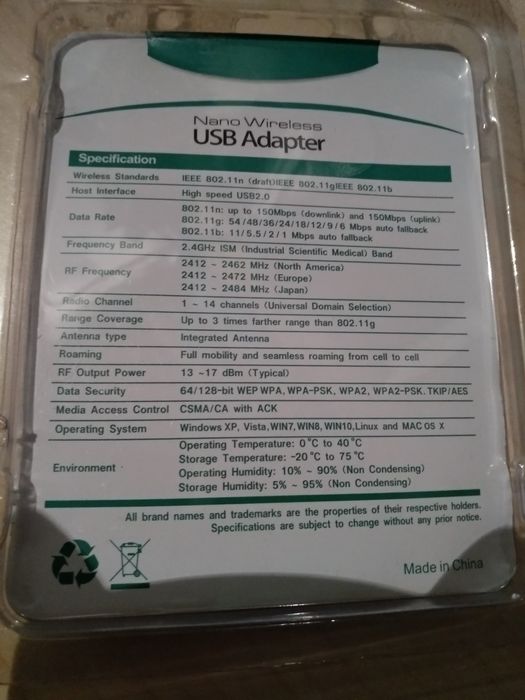 Nano Wireless
USB Adapter
Specification
Wireless Standards IEEE 802.11n (draft)IEEE 802.11gIEEE 802.11b
Host Interface High speed USB2.0
Data Rate 802.11n: up to 150Mbps (downlink) and 150Mbps (uplink)
802.11g: 54/48/36/24/18/12/9/6 Mbps auto fallback
802.11b: 11/5.5/2/1 Mbps auto fallback
Frequency Band 2.4GHz ISM (Industrial Scientific Medical) Band
RF Frequency 2412 ~ 2462 MHz (North America)
2412 ~ 2472 MHz (Europe)
2412 ~ 2484 MHz (Japan)
Radio Channel 1 ~ 14 channels (Universal Domain Selection)
Range Coverage Up to 3 times farther range than 802.11g
Antenna type Integrated Antenna
Roaming Full mobility and seamless roaming from cell to cell
RF Output Power 13 ~17 dBm (Typical)
Data Security 64/128-bit WEP WPA, WPA-PSK, WPA2, WPA2-PSK.TKIP/AES
Media Access Control CSMA/CA with ACK
Operating System Windows XP, Vista,WIN7,WIN8, WIN10,Linux and MAC OS X
Environment Operating Temperature: 0°C to 40°C
Storage Temperature: -20°C to 75°C
Operating Humidity: 10% ~ 90% (Non Condensing)
Storage Humidity: 5% ~ 95% (Non Condensing)
All brand names and trademarks are the properties of their respective holders.
Specifications are subject to change without any prior notice.
Made in China